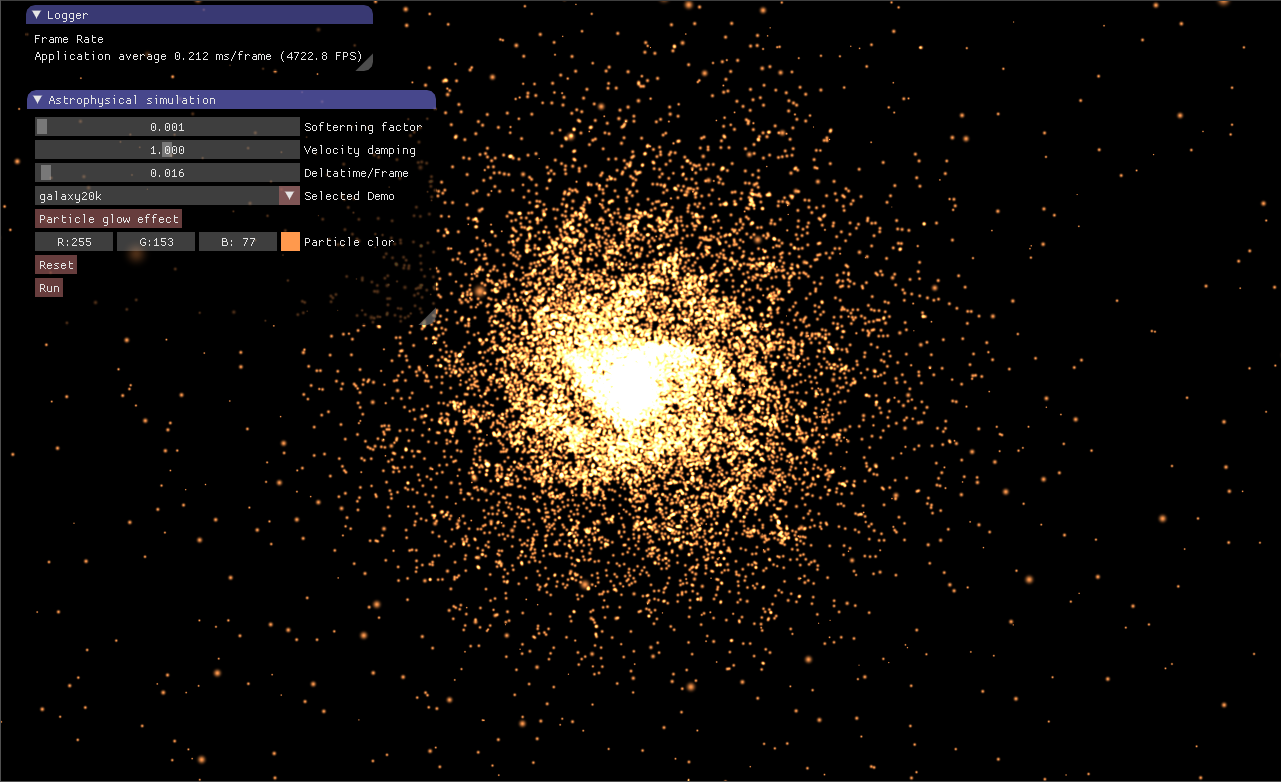 Logger
Frame Rate
Application average 0.212 ms/frame (4722.8 FPS)
Astrophysical simulation
0.001 Softerning factor
1.000 Velocity damping
0.016 Deltatime/Frame
galaxy20k Selected Demo
Particle glow effect
R:255 G:153 B: 77 Particle clor
Reset
Run